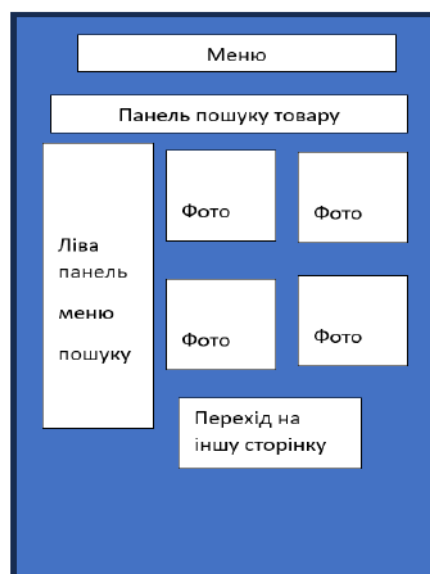 Меню
Панель пошуку товару
Ліва
панель
меню
пошуку
Фото
Фото
Фото
Фото
Перехід на
іншу сторінку